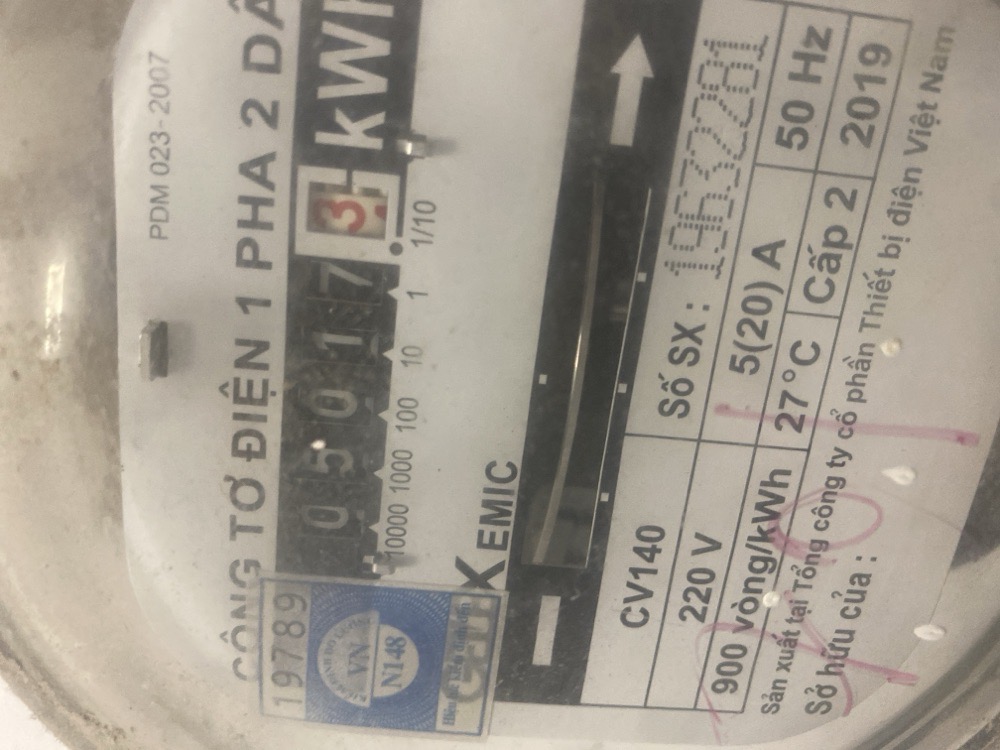 PDM 023-2007
CÔNG TƠ ĐIỆN 1 PHA 2 DÂ
0 5 0 1 7 3 kWh
10000 1000 100 10 1 1/10
19789
VN
N148
EMIC
CV140
Số SX :
220 V
5(20) A
50 Hz
900 vòng/kWh
27°C
Cấp 2
2019
Sản xuất tại Tổng công ty cổ phần Thiết bị điện Việt Nam
Sở hữu của :